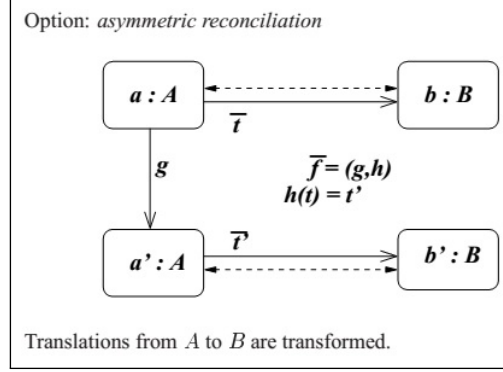 Option: asymmetric reconciliation
a : A
b : B
t̅
g
f̅ = (g,h)
h(t) = t’
t̅’
a’ : A
b’ : B
Translations from A to B are transformed.